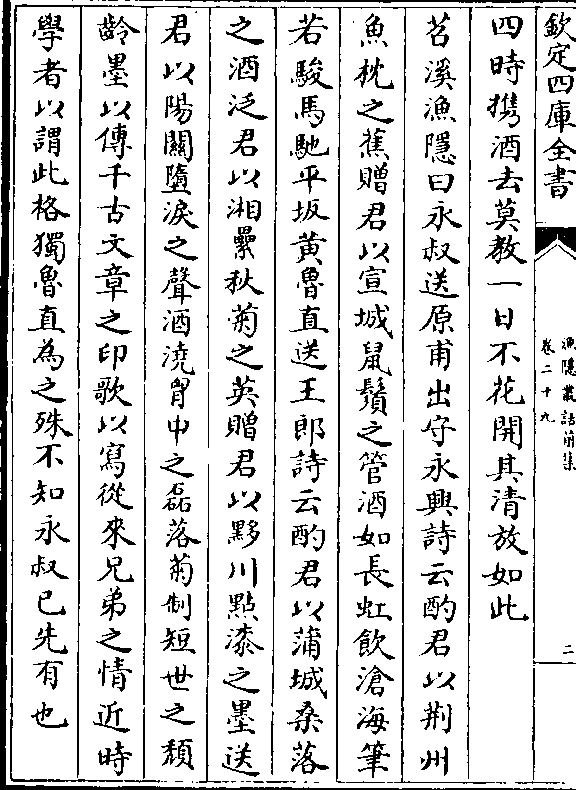 欽定四庫全書
漁隱叢話前集
卷二十九
二
四時携酒去莫教一日不花開其清放如此
苕溪漁隱曰永叔送原甫出守永興詩云酌君以荆州
魚枕之蕉贈君以宣城鼠鬚之管酒如長虹飲滄海筆
若駿馬馳平坂黄魯直送王郎詩云酌君以蒲城桑落
之酒泛君以湘纍秋菊之英贈君以黟川點漆之墨送
君以陽關墮淚之聲酒澆胷中之磊落菊制短世之頽
齡墨以傳千古文章之印歌以寫從來兄弟之情近時
學者以謂此格獨魯直為之殊不知永叔已先有也